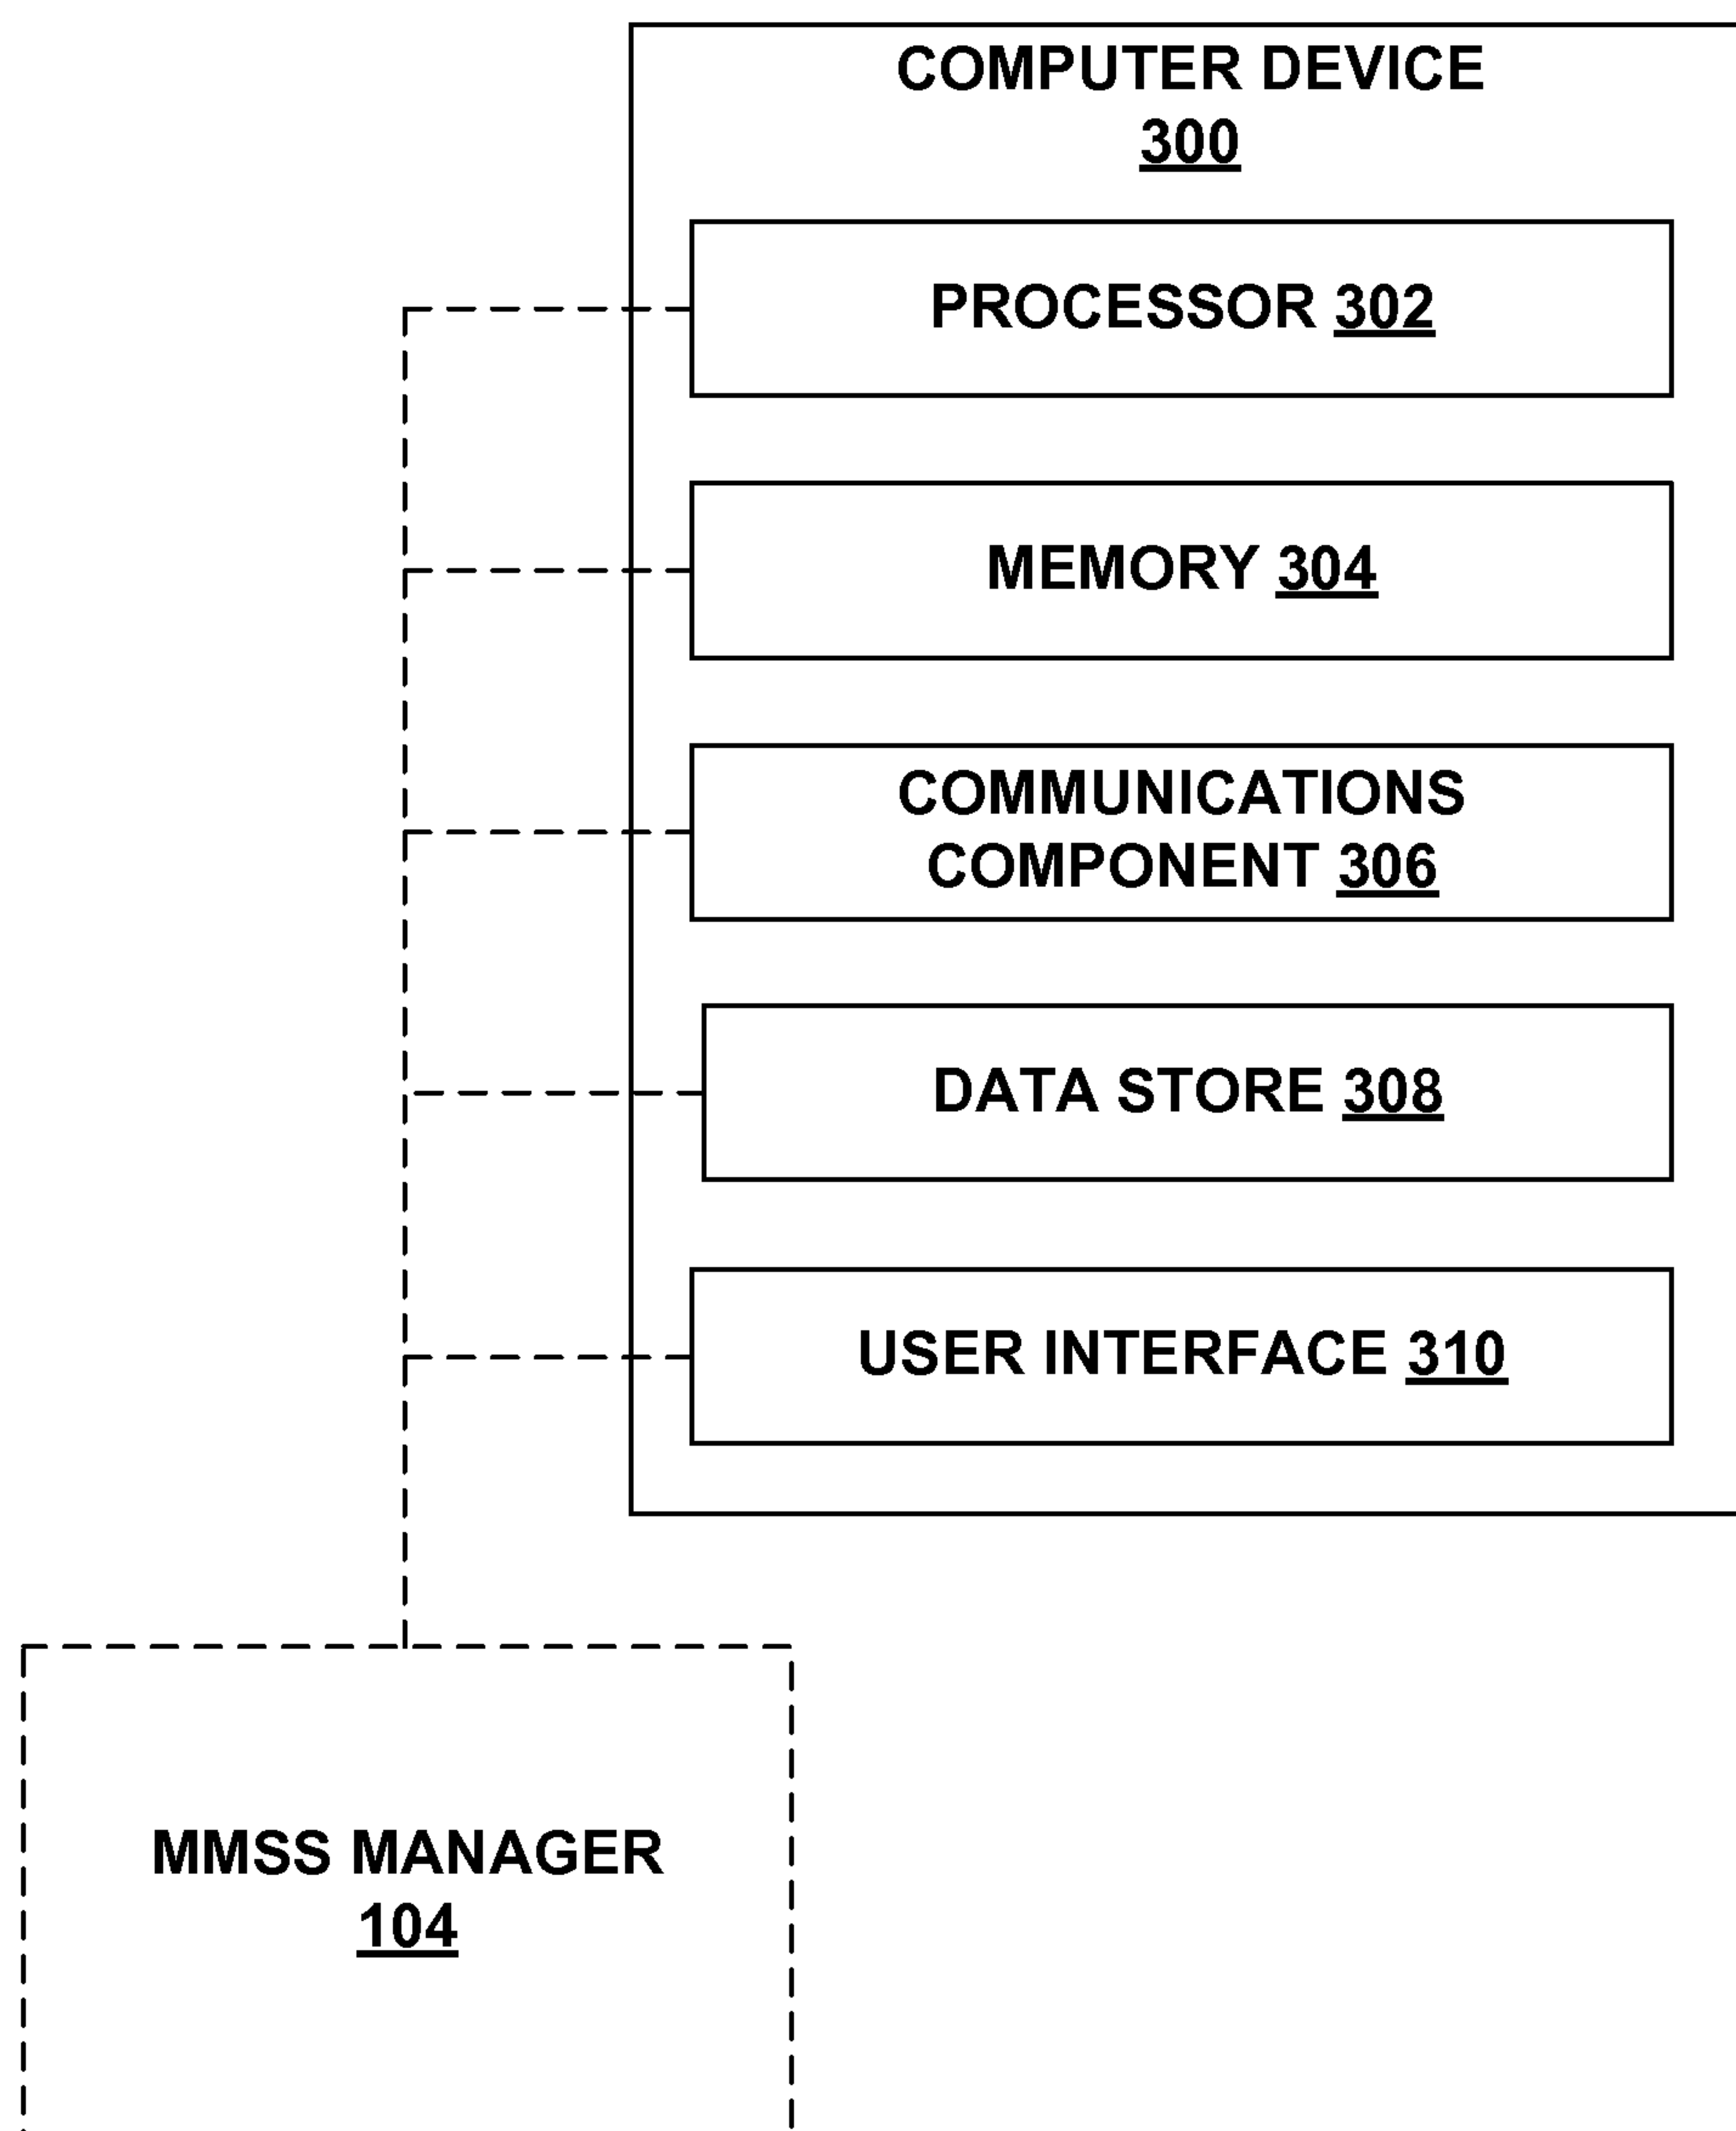 COMPUTER DEVICE
300
PROCESSOR 302
MEMORY 304
COMMUNICATIONS
COMPONENT 306
DATA STORE 308
USER INTERFACE 310
MMSS MANAGER
104